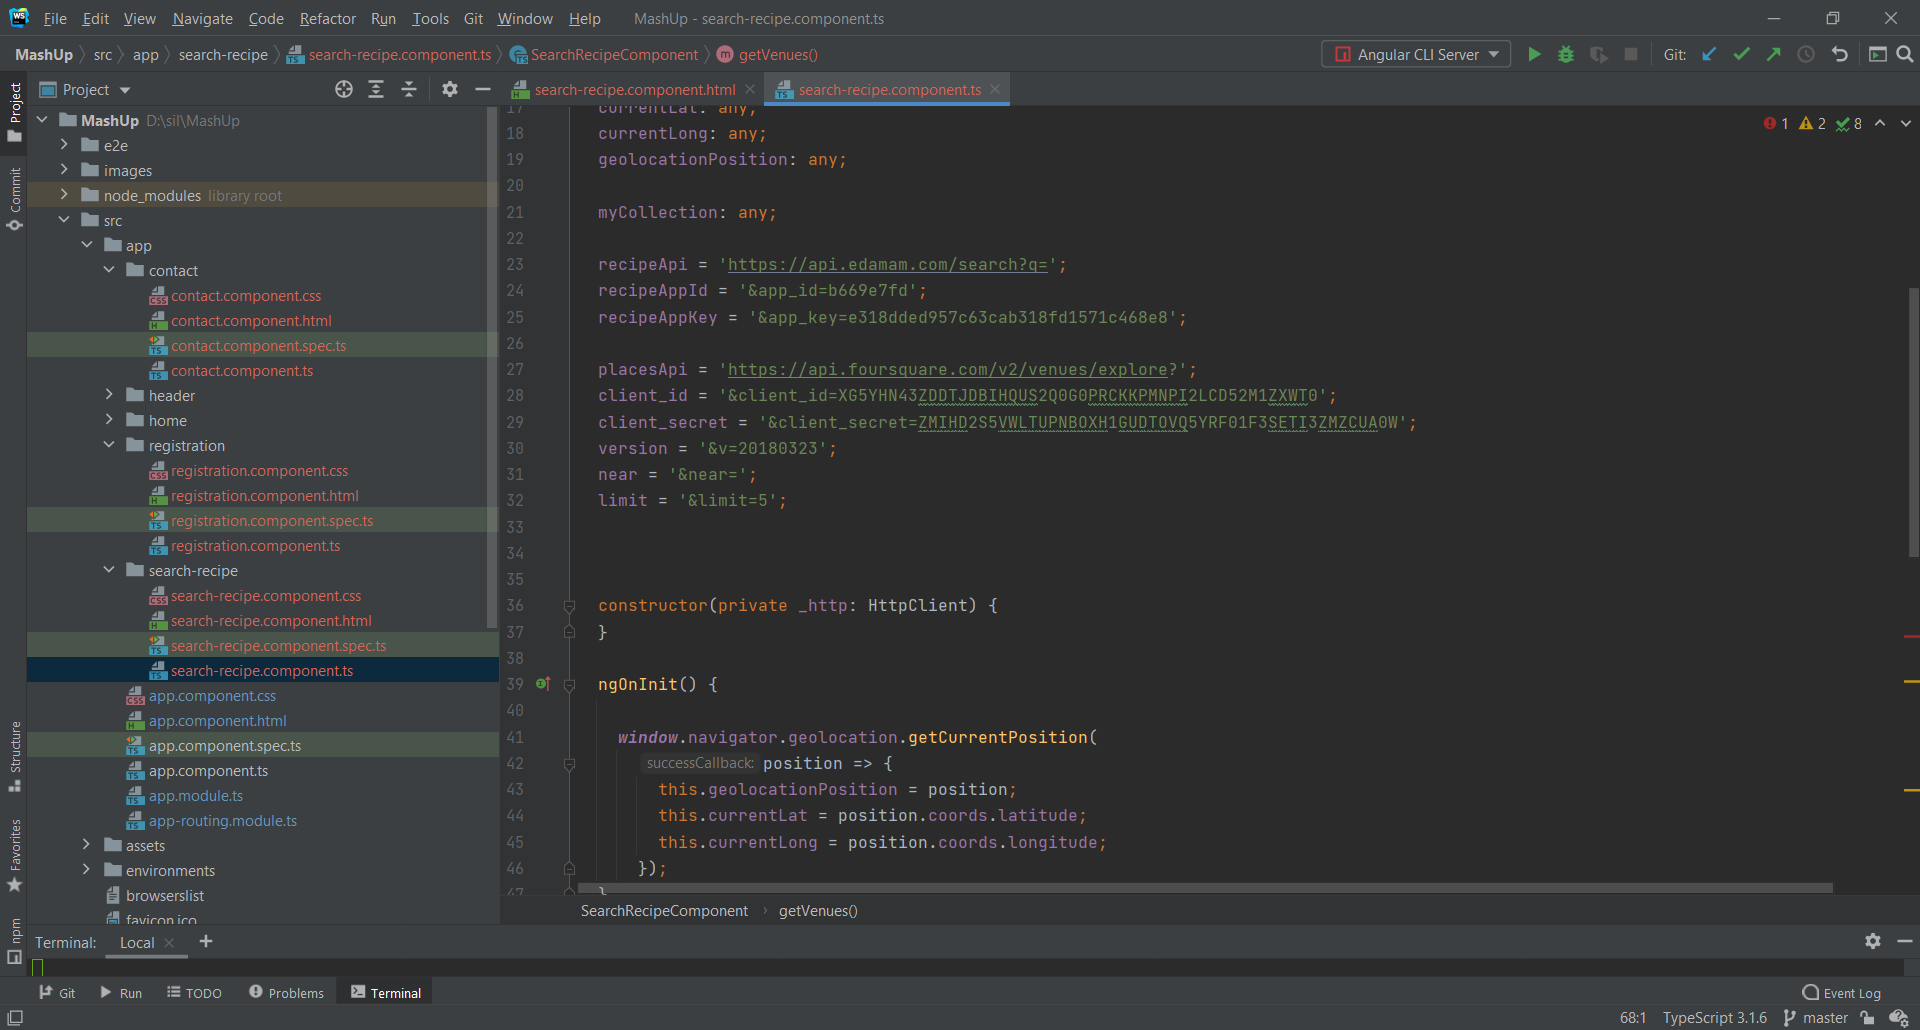 File Edit View Navigate Code Refactor Run Tools Git Window Help MashUp - search-recipe.component.ts
MashUp src app search-recipe search-recipe.component.ts SearchRecipeComponent getVenues() Angular CLI Server Git:
Project
search-recipe.component.html search-recipe.component.ts
MashUp D:\sil\MashUp
e2e
images
node_modules library root
src
app
contact
contact.component.css
contact.component.html
contact.component.spec.ts
contact.component.ts
header
home
registration
registration.component.css
registration.component.html
registration.component.spec.ts
registration.component.ts
search-recipe
search-recipe.component.css
search-recipe.component.html
search-recipe.component.spec.ts
search-recipe.component.ts
app.component.css
app.component.html
app.component.spec.ts
app.component.ts
app.module.ts
app-routing.module.ts
assets
environments
browserslist
favicon.ico
Project
Commit
Structure
Favorites
npm
1 2 8
17 currentLat: any;
18 currentLong: any;
19 geolocationPosition: any;
20
21 myCollection: any;
22
23 recipeApi = 'https://api.edamam.com/search?q=';
24 recipeAppId = '&app_id=b669e7fd';
25 recipeAppKey = '&app_key=e318dded957c63cab318fd1571c468e8';
26
27 placesApi = 'https://api.foursquare.com/v2/venues/explore?';
28 client_id = '&client_id=XG5YHN43ZDDTJDBIHQUS2Q0G0PRCKKPMNPI2LCD52M1ZXWT0';
29 client_secret = '&client_secret=ZMIHD2S5VWLTUPNBOXH1GUDTOVQ5YRF01F3SETI3ZMZCUA0W';
30 version = '&v=20180323';
31 near = '&near=';
32 limit = '&limit=5';
33
34
35
36 constructor(private _http: HttpClient) {
37 }
38
39 ngOnInit() {
40
41 window.navigator.geolocation.getCurrentPosition(
42 successCallback: position => {
43 this.geolocationPosition = position;
44 this.currentLat = position.coords.latitude;
45 this.currentLong = position.coords.longitude;
46 });
47 }
SearchRecipeComponent getVenues()
Terminal: Local
Git Run TODO Problems Terminal Event Log
68:1 TypeScript 3.1.6 master